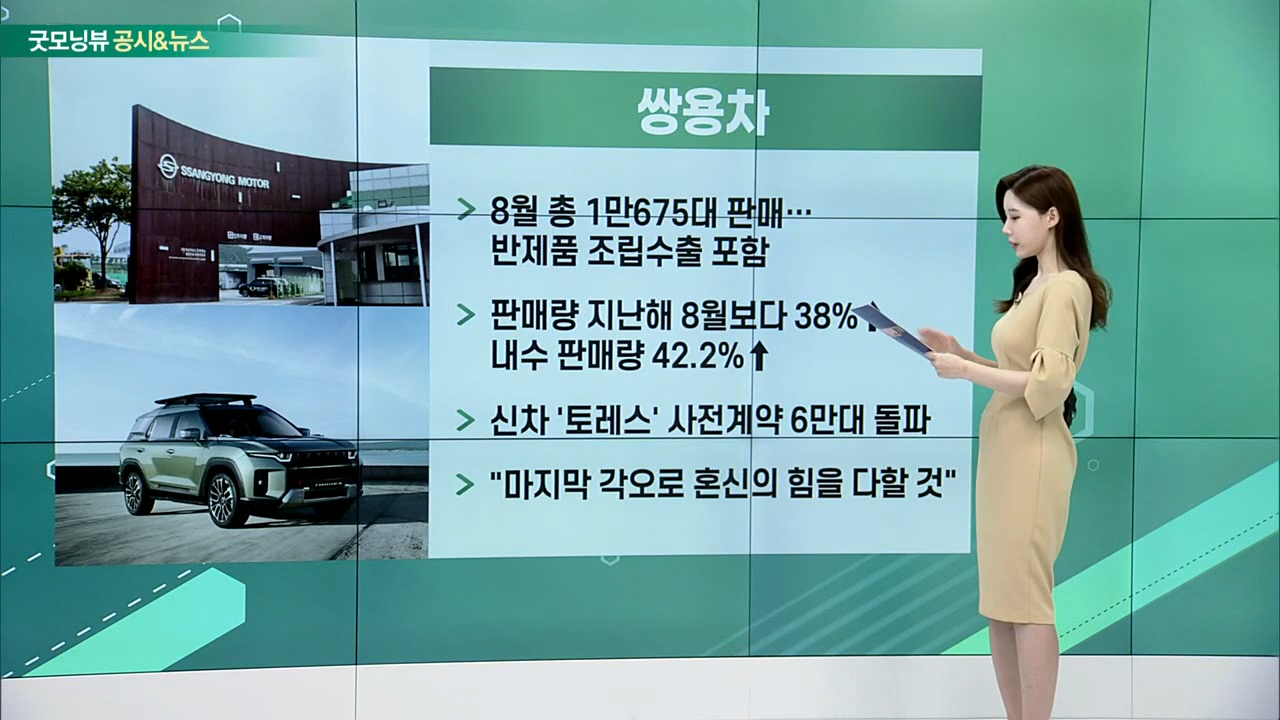 굿모닝뷰 공시&뉴스
쌍용차
SSANGYONG MOTOR
> 8월 총 1만675대 판매…
반제품 조립수출 포함
> 판매량 지난해 8월보다 38%
내수 판매량 42.2%⬆
> 신차 '토레스' 사전계약 6만대 돌파
> "마지막 각오로 혼신의 힘을 다할 것"